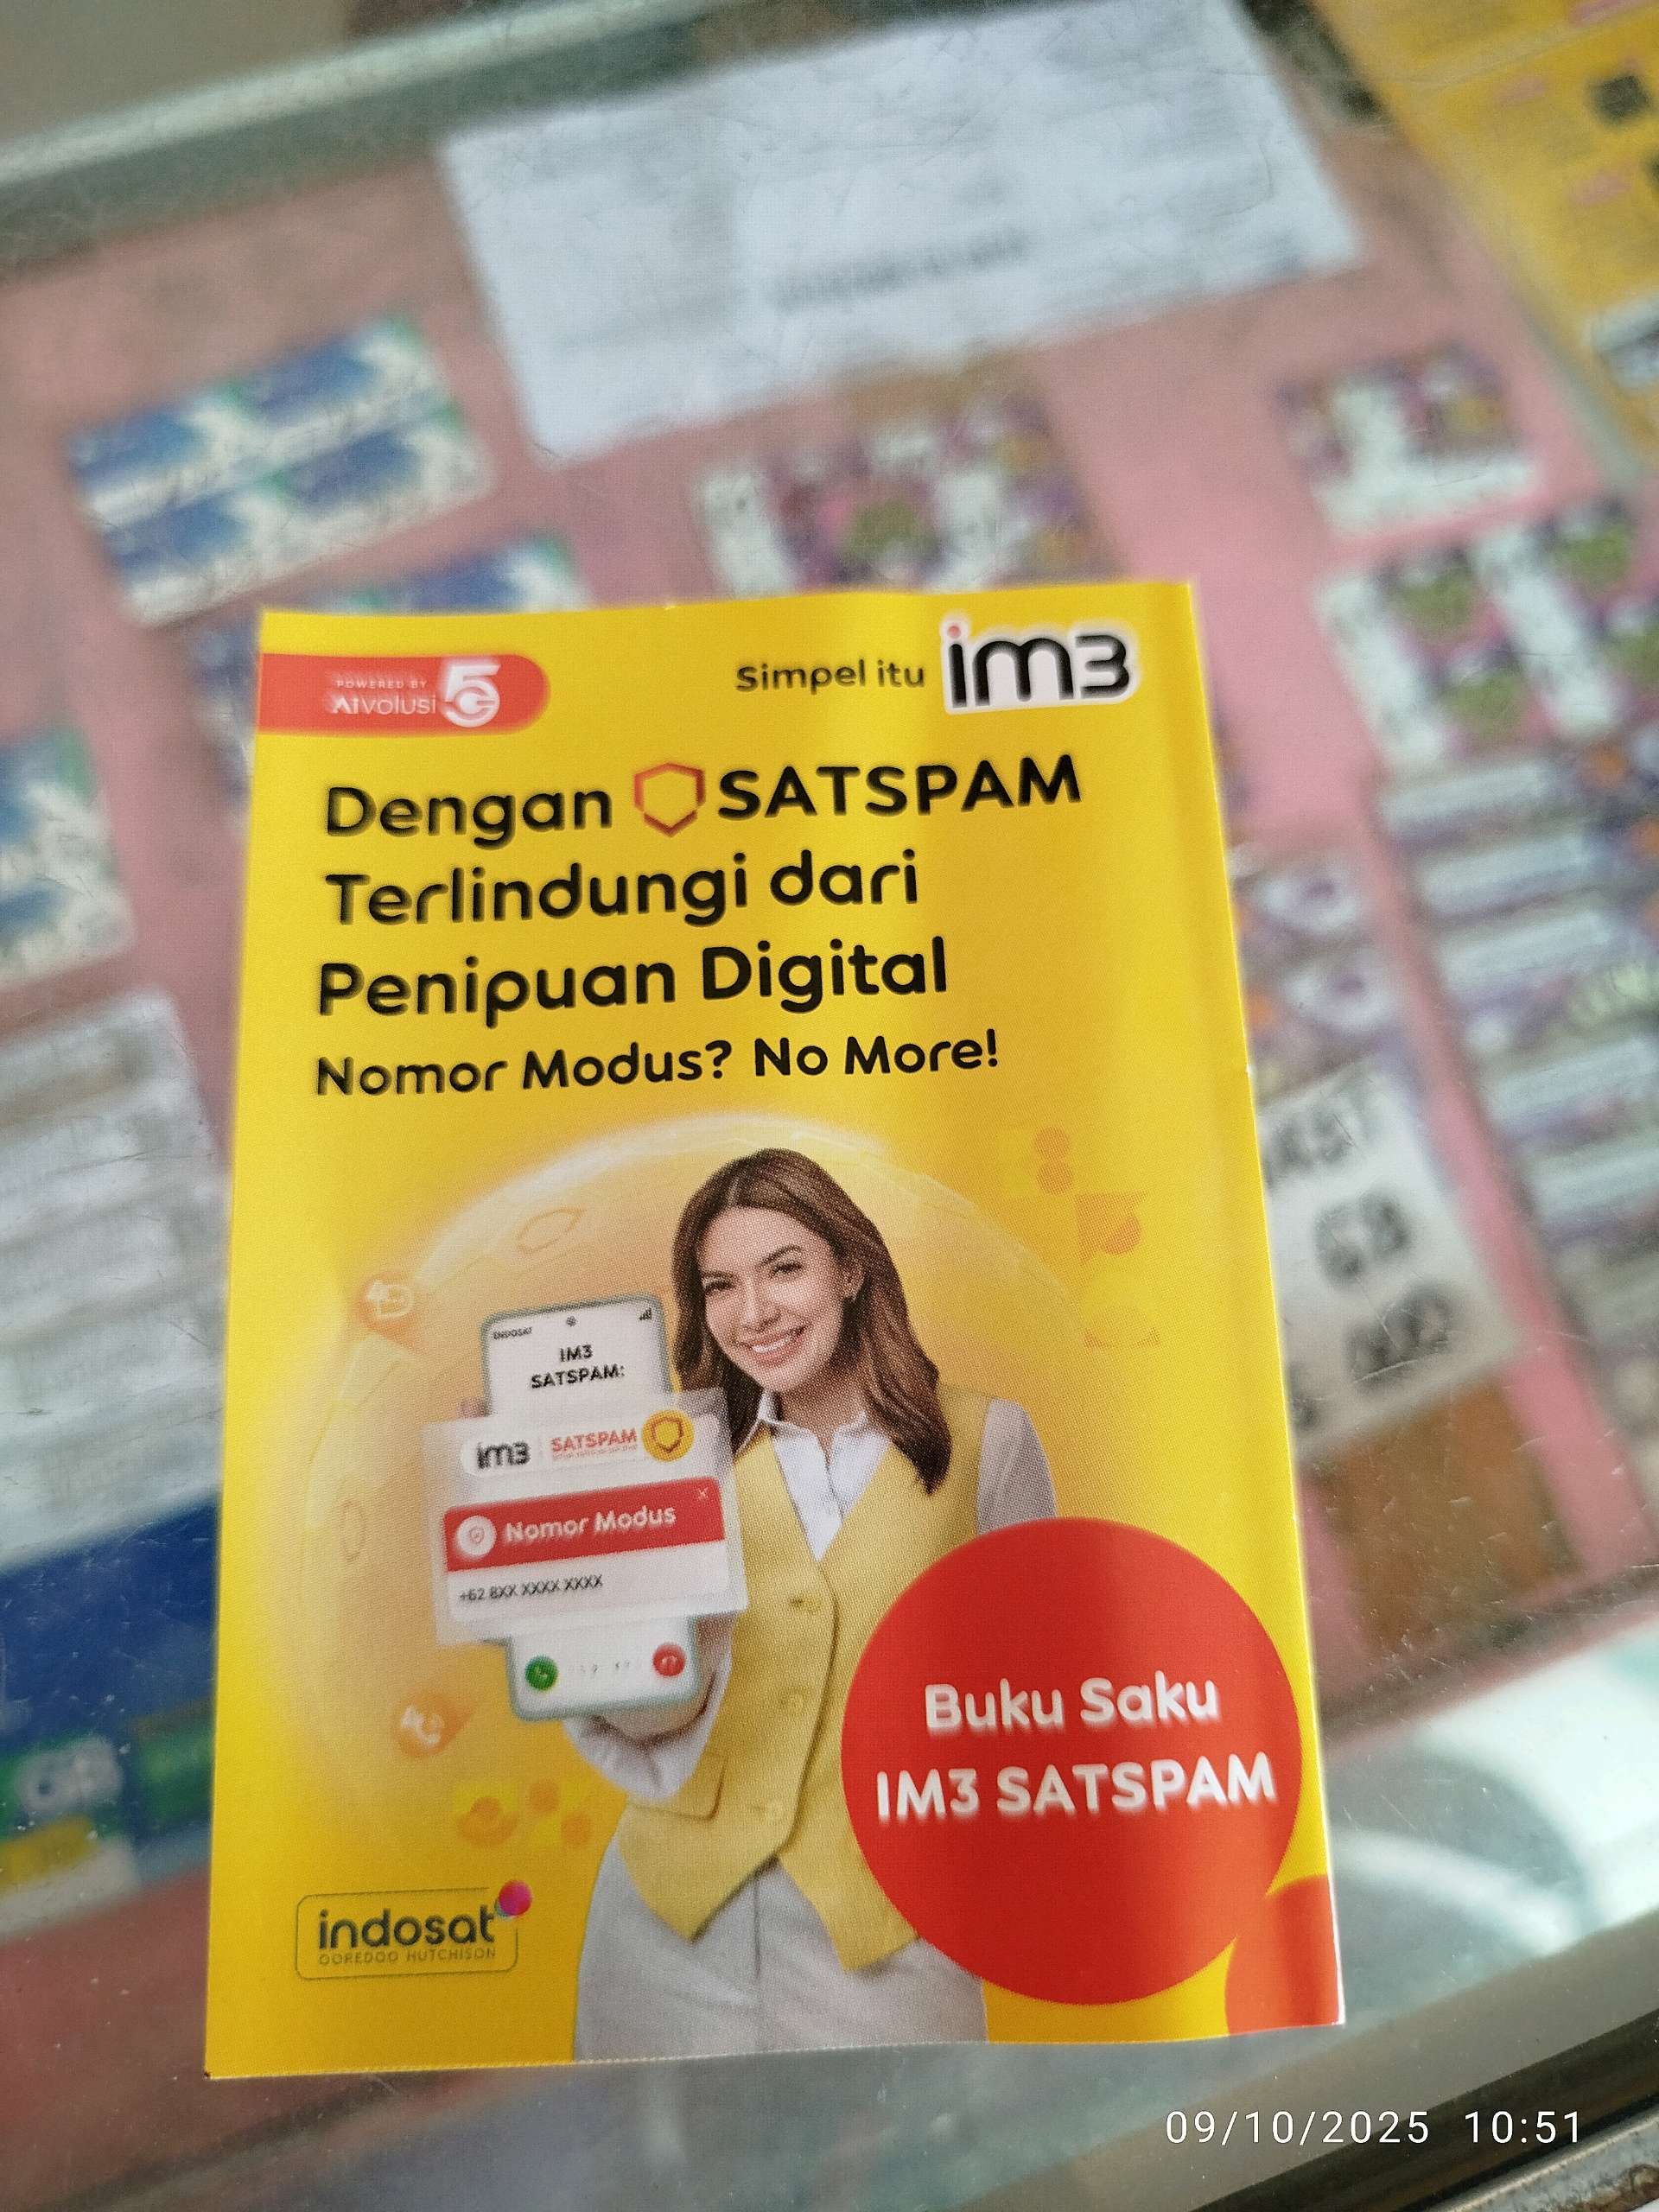 POWERED BY
AIvolusi 5G
Simpel itu im3
Dengan SATSPAM
Terlindungi dari
Penipuan Digital
Nomor Modus? No More!
INDOSAT
IM3
SATSPAM:
im3 SATSPAM
Nomor Modus
+62 8XX XXXX XXXX
Buku Saku
IM3 SATSPAM
indosat
OOREDOO HUTCHISON
09/10/2025 10:51